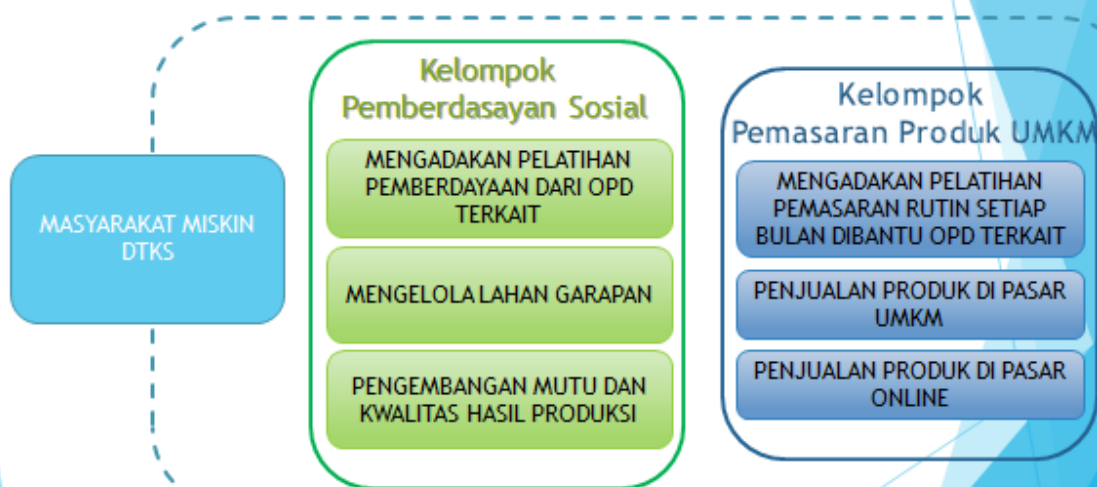 MASYARAKAT MISKIN
DTKS
Kelompok
Pemberdasayan Sosial
MENGADAKAN PELATIHAN
PEMBERDAYAAN DARI OPD
TERKAIT
MENGELOLA LAHAN GARAPAN
PENGEMBANGAN MUTU DAN
KWALITAS HASIL PRODUKSI
Kelompok
Pemasaran Produk UMKM
MENGADAKAN PELATIHAN
PEMASARAN RUTIN SETIAP
BULAN DIBANTU OPD TERKAIT
PENJUALAN PRODUK DI PASAR
UMKM
PENJUALAN PRODUK DI PASAR
ONLINE